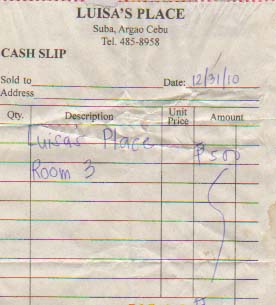 LUISA'S PLACE
Suba, Argao Cebu
Tel. 485-8958
CASH SLIP
Sold to
Date: 12/31/10
Address
Qty. Description Unit Price Amount
Luisa's Place ₱500
Room 3